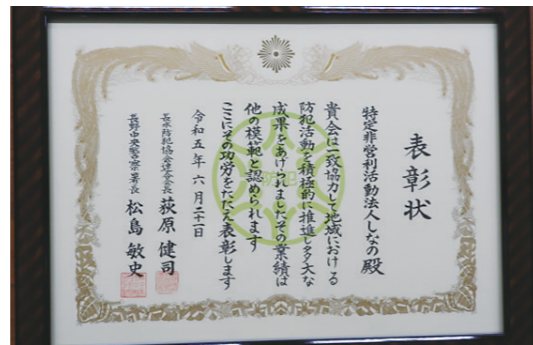 表彰状
特定非営利活動法人しなの殿
貴会は一致協力して地域における
防犯活動を積極的に推進し多大な
成果をあげられましたその業績は
他の模範と認められます
ここにその功労をたたえ表彰します
令和五年六月二十一日
長水防犯協会連合会長 荻原健司
長野中央警察署長 松島敏史
防犯